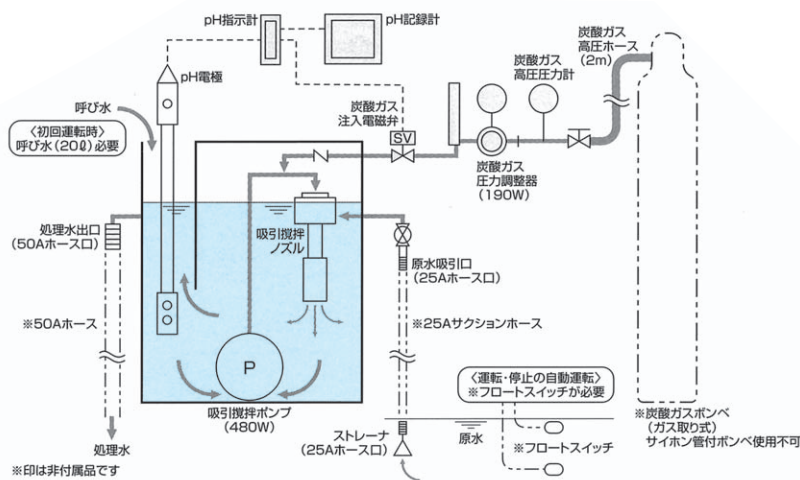 pH指示計
pH記録計
炭酸ガス
高圧ホース
(2m)
炭酸ガス
高圧圧力計
pH電極
炭酸ガス
注入電磁弁
SV
呼び水
〈初回運転時〉
呼び水(20ℓ)必要
炭酸ガス
圧力調整器
(190W)
処理水出口
(50Aホース口)
吸引撹拌
ノズル
原水吸引口
(25Aホース口)
※50Aホース
※25Aサクションホース
P
〈運転・停止の自動運転〉
※フロートスイッチが必要
吸引撹拌ポンプ
(480W)
ストレーナ
(25Aホース口)
原水
※フロートスイッチ
※炭酸ガスボンベ
(ガス取り式)
サイホン管付ボンベ使用不可
処理水
※印は非付属品です